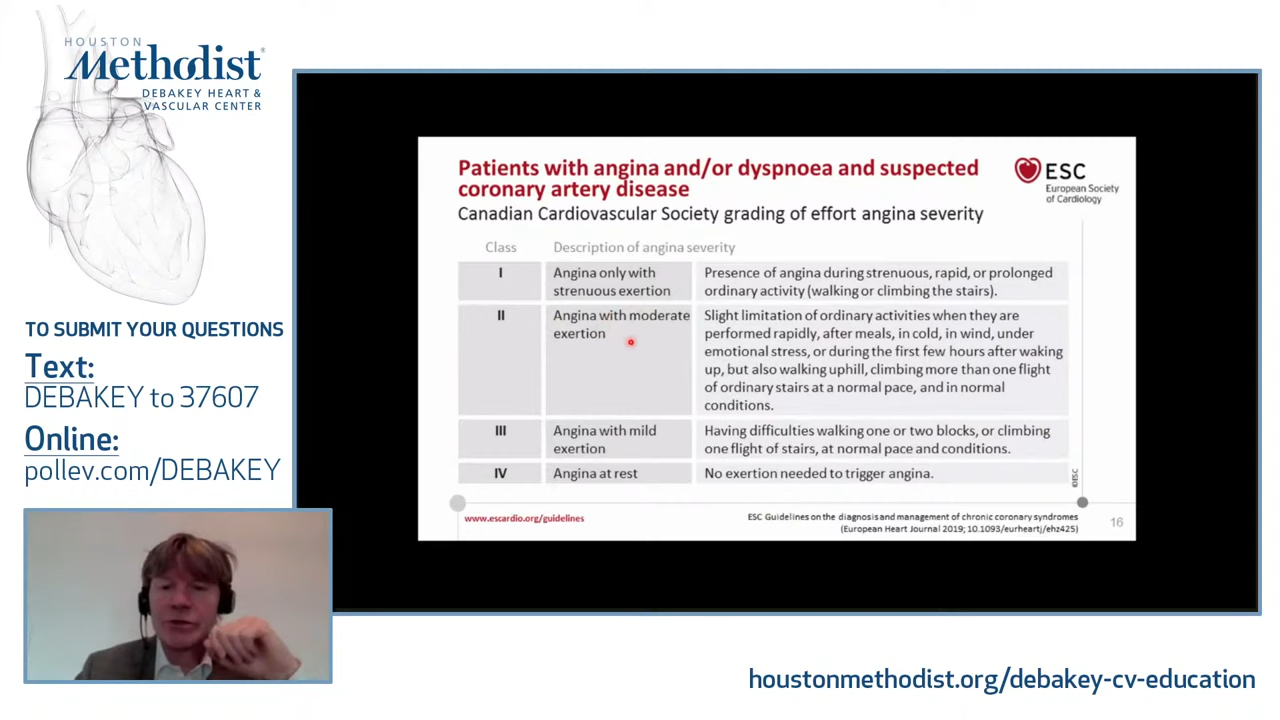 HOUSTON
Methodist®
DEBAKEY HEART &
VASCULAR CENTER
TO SUBMIT YOUR QUESTIONS
Text:
DEBAKEY to 37607
Online:
pollev.com/DEBAKEY
Patients with angina and/or dyspnoea and suspected
coronary artery disease
Canadian Cardiovascular Society grading of effort angina severity
ESC
European Society
of Cardiology
Class Description of angina severity
I
Angina only with
strenuous exertion
Presence of angina during strenuous, rapid, or prolonged
ordinary activity (walking or climbing the stairs).
II
Angina with moderate
exertion
Slight limitation of ordinary activities when they are
performed rapidly, after meals, in cold, in wind, under
emotional stress, or during the first few hours after waking
up, but also walking uphill, climbing more than one flight
of ordinary stairs at a normal pace, and in normal
conditions.
III
Angina with mild
exertion
Having difficulties walking one or two blocks, or climbing
one flight of stairs, at normal pace and conditions.
IV
Angina at rest
No exertion needed to trigger angina.
©ESC
www.escardio.org/guidelines
ESC Guidelines on the diagnosis and management of chronic coronary syndromes
(European Heart Journal 2019; 10.1093/eurheartj/ehz425)
16
houstonmethodist.org/debakey-cv-education